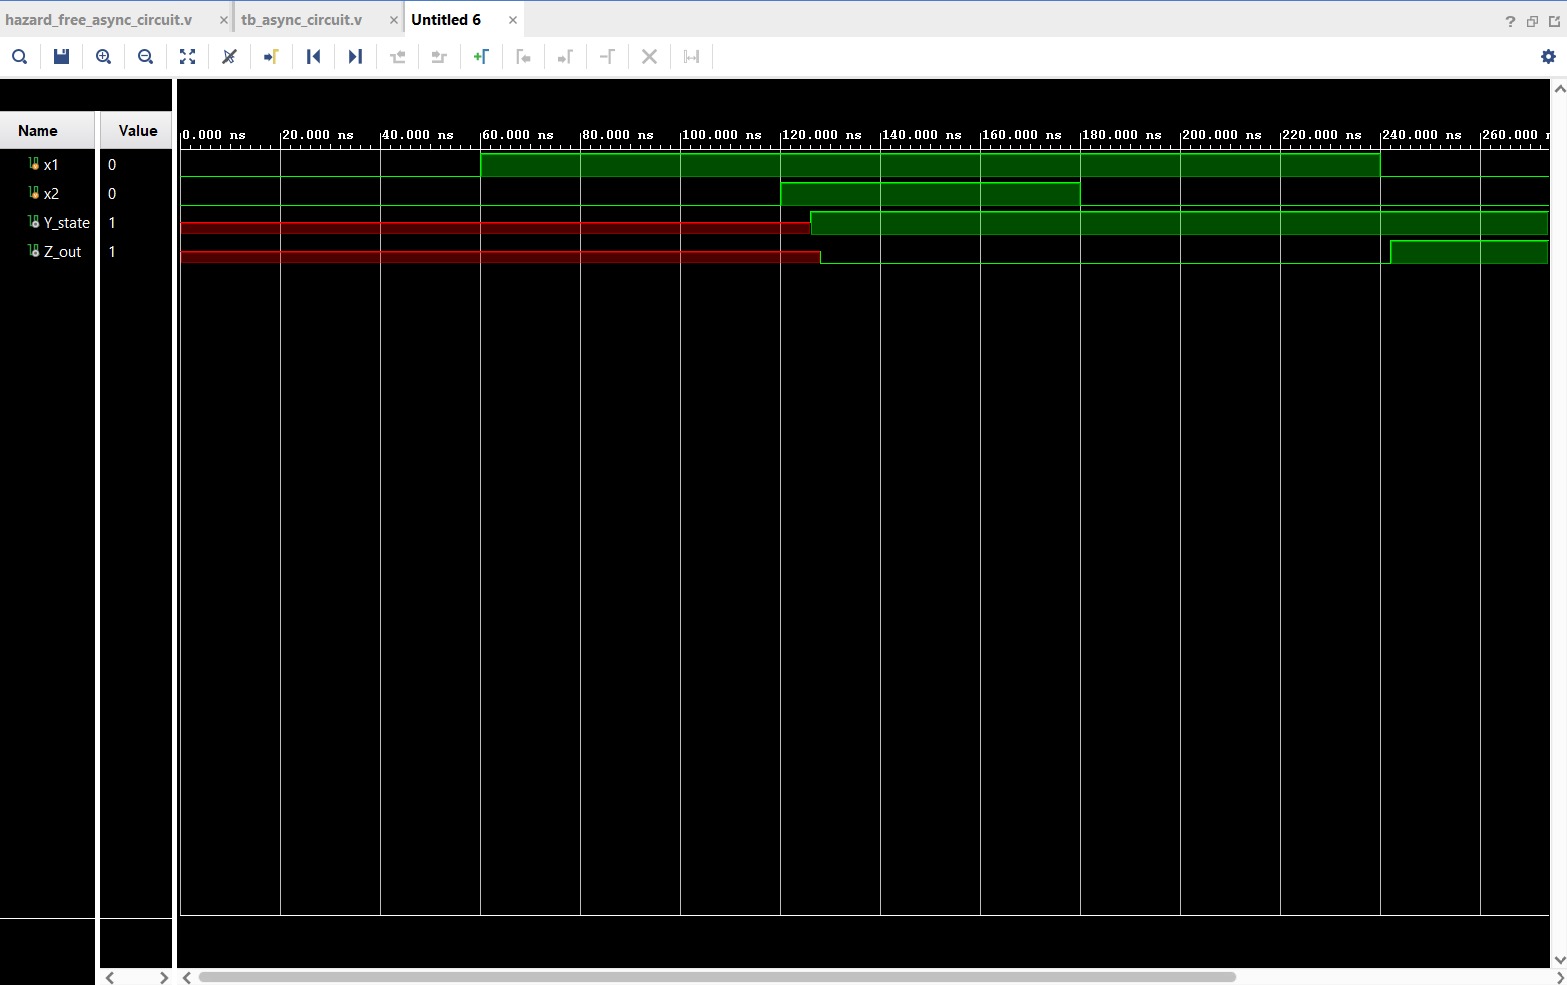 hazard_free_async_circuit.v × tb_async_circuit.v × Untitled 6 × ?
Name Value 0.000 ns 20.000 ns 40.000 ns 60.000 ns 80.000 ns 100.000 ns 120.000 ns 140.000 ns 160.000 ns 180.000 ns 200.000 ns 220.000 ns 240.000 ns 260.000
x1 0
x2 0
Y_state 1
Z_out 1